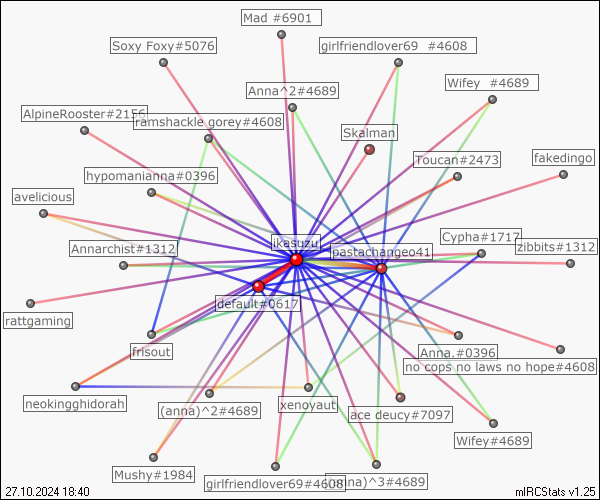 Mad #6901
Soxy Foxy#5076
girlfriendlover69  #4608
Anna^2#4689
Wifey  #4689
AlpineRooster#2156
ramshackle gorey#4608
Skalman
Toucan#2473
fakedingo
hypomanianna#0396
avelicious
Annarchist#1312
ikasuzu
pastachangeo41
Cypha#1717
zibbits#1312
default#0617
rattgaming
frisout
Anna.#0396
no cops no laws no hope#4608
neokingghidorah
(anna)^2#4689
xenoyaut
ace deucy#7097
Wifey#4689
Mushy#1984
girlfriendlover69#4608
(anna)^3#4689
27.10.2024 18:40
mIRCStats v1.25